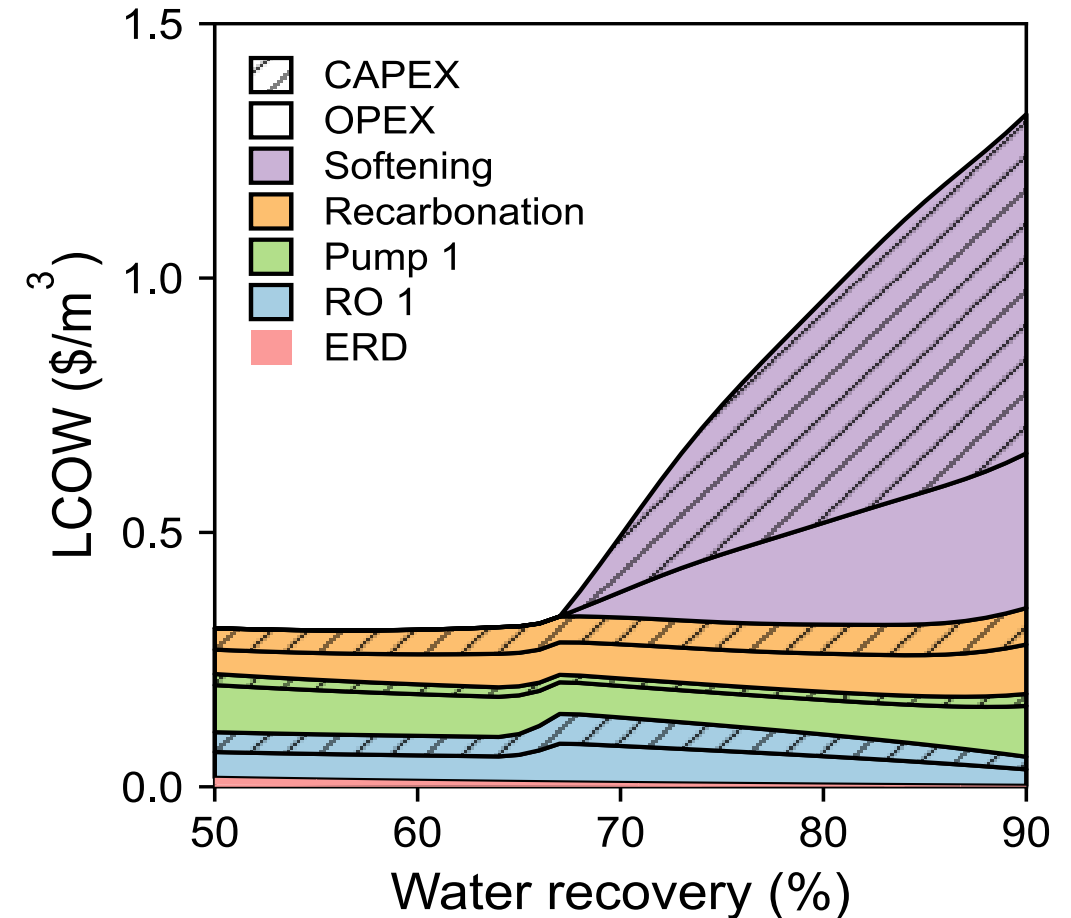 1.5
1.0
0.5
0.0
LCOW ($/m³)
CAPEX
OPEX
Softening
Recarbonation
Pump 1
RO 1
ERD
50 60 70 80 90
Water recovery (%)